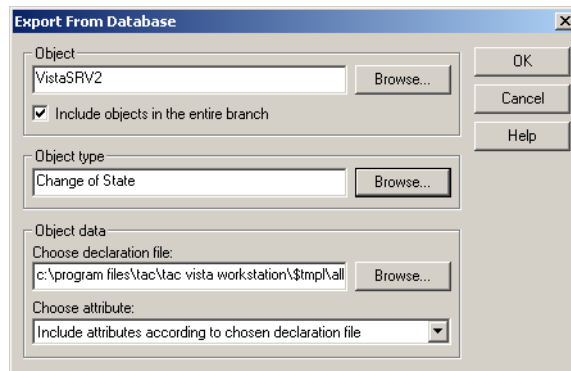 Export From Database
Object
VistaSRV2
Browse...
Include objects in the entire branch
OK
Cancel
Help
Object type
Change of State
Browse...
Object data
Choose declaration file:
c:\program files\tac\tac vista workstation\$tmpl\all
Browse...
Choose attribute:
Include attributes according to chosen declaration file